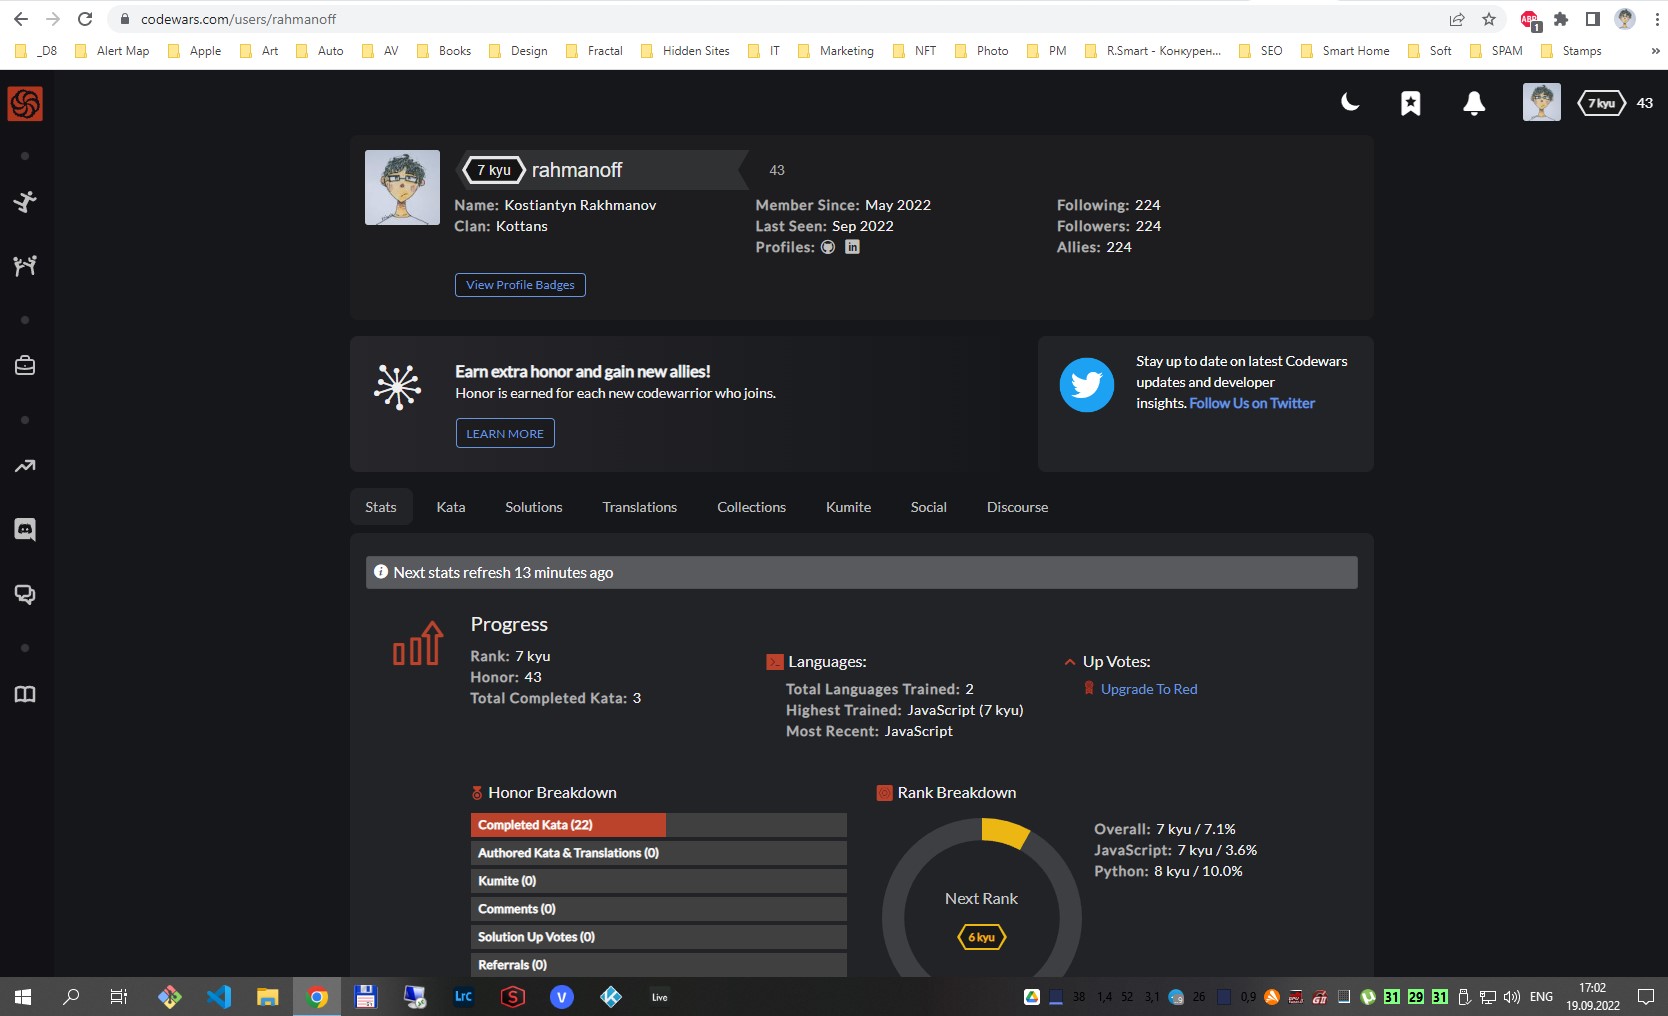 codewars.com/users/rahmanoff
ABP 1
_D8 Alert Map Apple Art Auto AV Books Design Fractal Hidden Sites IT Marketing NFT Photo PM R.Smart - Конкурен... SEO Smart Home Soft SPAM Stamps »
7 kyu 43
7 kyu rahmanoff 43
Name: Kostiantyn Rakhmanov
Clan: Kottans
Member Since: May 2022
Last Seen: Sep 2022
Profiles: in
Following: 224
Followers: 224
Allies: 224
View Profile Badges
Earn extra honor and gain new allies!
Honor is earned for each new codewarrior who joins.
LEARN MORE
Stay up to date on latest Codewars
updates and developer
insights. Follow Us on Twitter
Stats Kata Solutions Translations Collections Kumite Social Discourse
Next stats refresh 13 minutes ago
Progress
Rank: 7 kyu
Honor: 43
Total Completed Kata: 3
Languages:
Total Languages Trained: 2
Highest Trained: JavaScript (7 kyu)
Most Recent: JavaScript
Up Votes:
Upgrade To Red
Honor Breakdown
Completed Kata (22)
Authored Kata & Translations (0)
Kumite (0)
Comments (0)
Solution Up Votes (0)
Referrals (0)
Rank Breakdown
Next Rank
6 kyu
Overall: 7 kyu / 7.1%
JavaScript: 7 kyu / 3.6%
Python: 8 kyu / 10.0%
LrC S V Live
38 1,4 52 3,1 26 0,9 31 29 31 ENG
17:02
19.09.2022